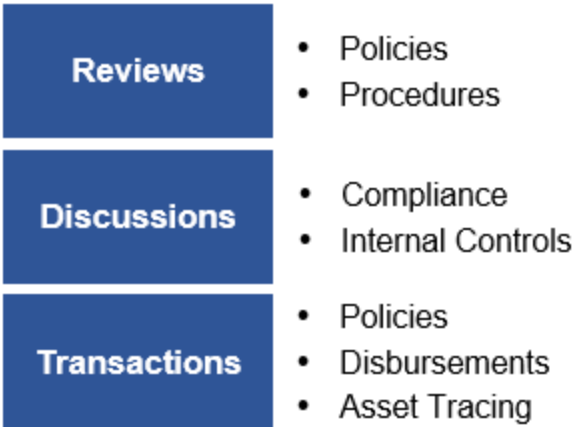 Reviews
• Policies
• Procedures
Discussions
• Compliance
• Internal Controls
Transactions
• Policies
• Disbursements
• Asset Tracing